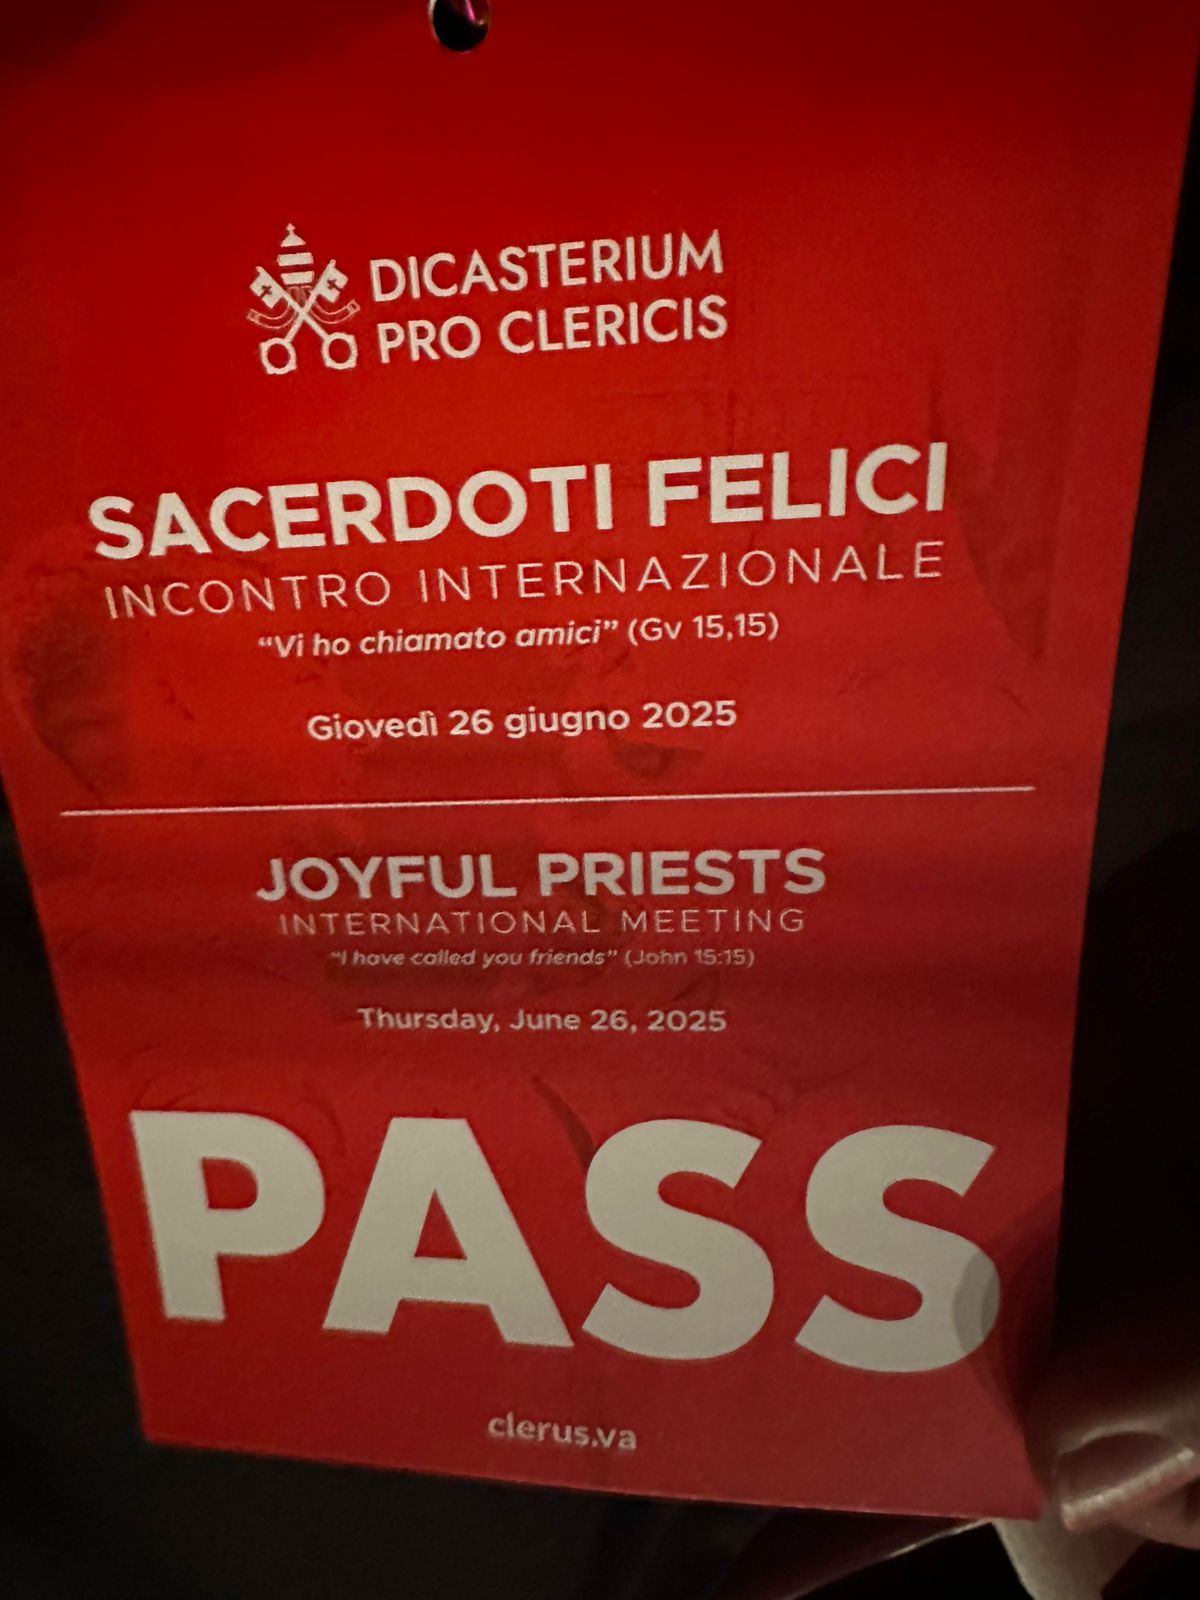 DICASTERIUM
PRO CLERICIS
SACERDOTI FELICI
INCONTRO INTERNAZIONALE
“Vi ho chiamato amici” (Gv 15,15)
Giovedì 26 giugno 2025
JOYFUL PRIESTS
INTERNATIONAL MEETING
“I have called you friends” (John 15:15)
Thursday, June 26, 2025
PASS
clerus.va